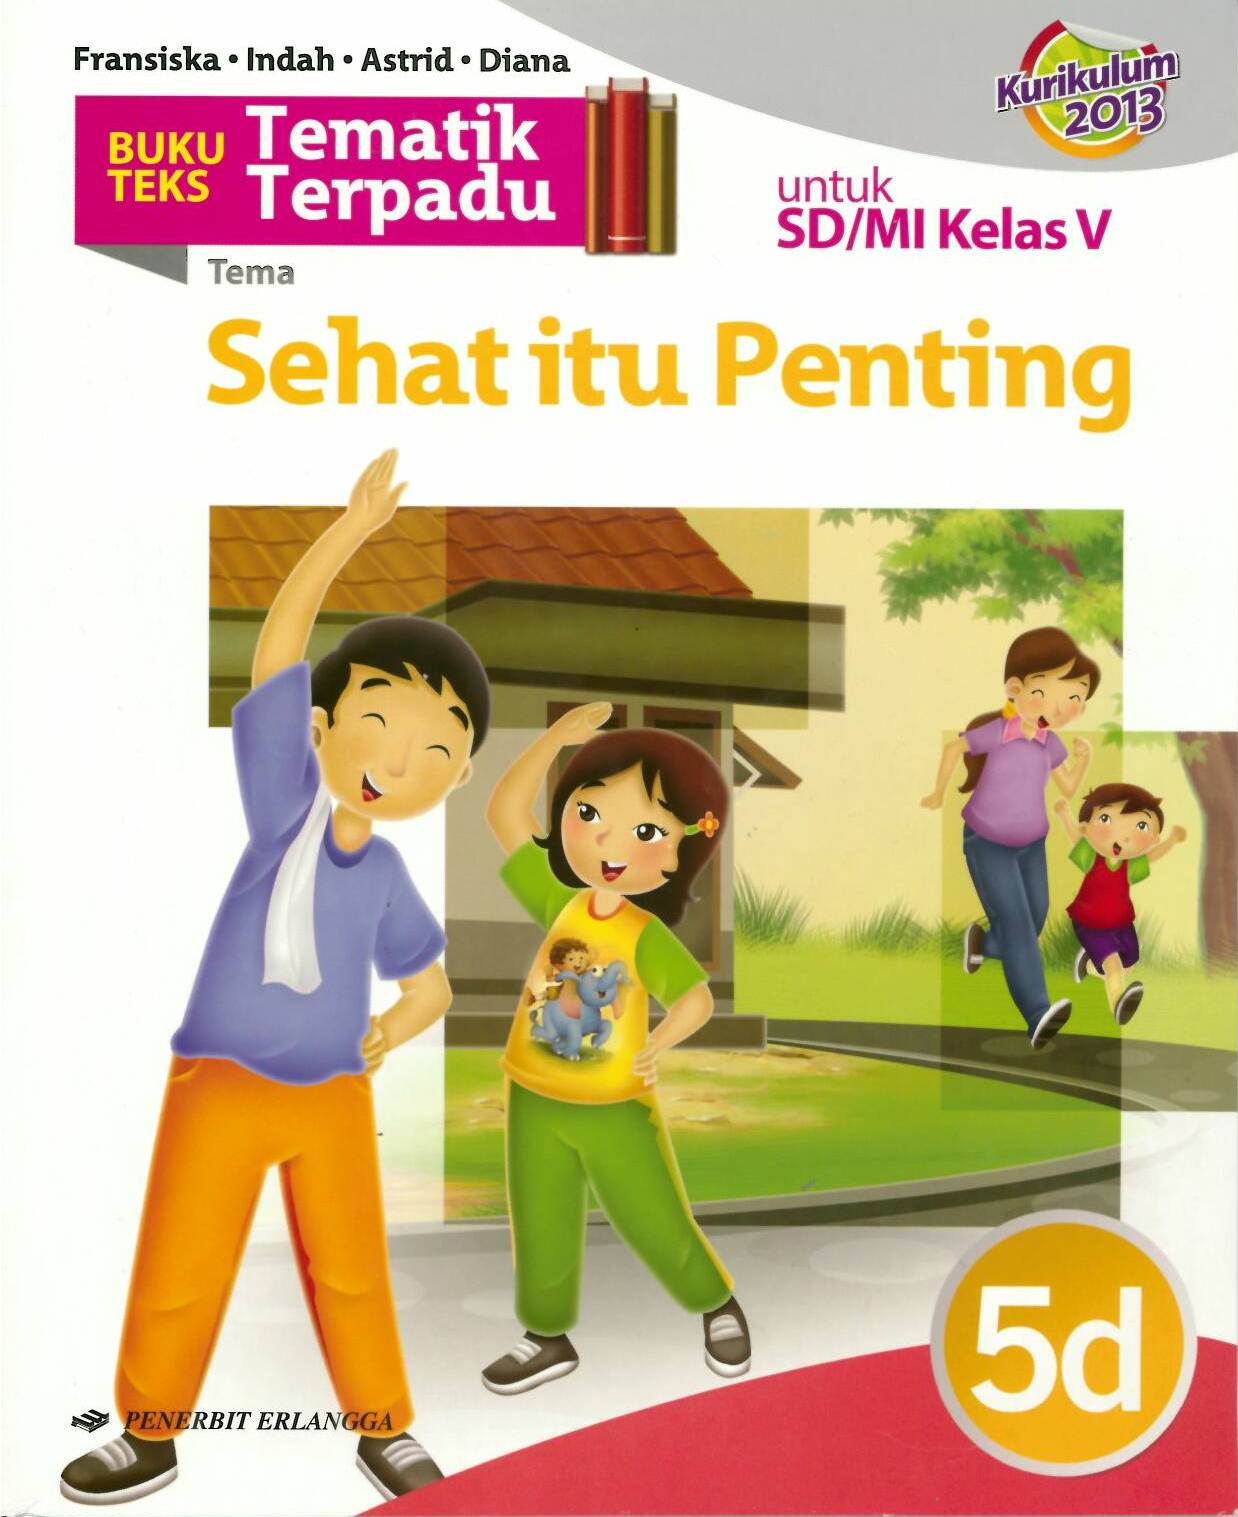 Fransiska • Indah • Astrid • Diana
Kurikulum
2013
BUKU
TEKS
Tematik
Terpadu
untuk
SD/MI Kelas V
Tema
Sehat itu Penting
5d
PENERBIT ERLANGGA